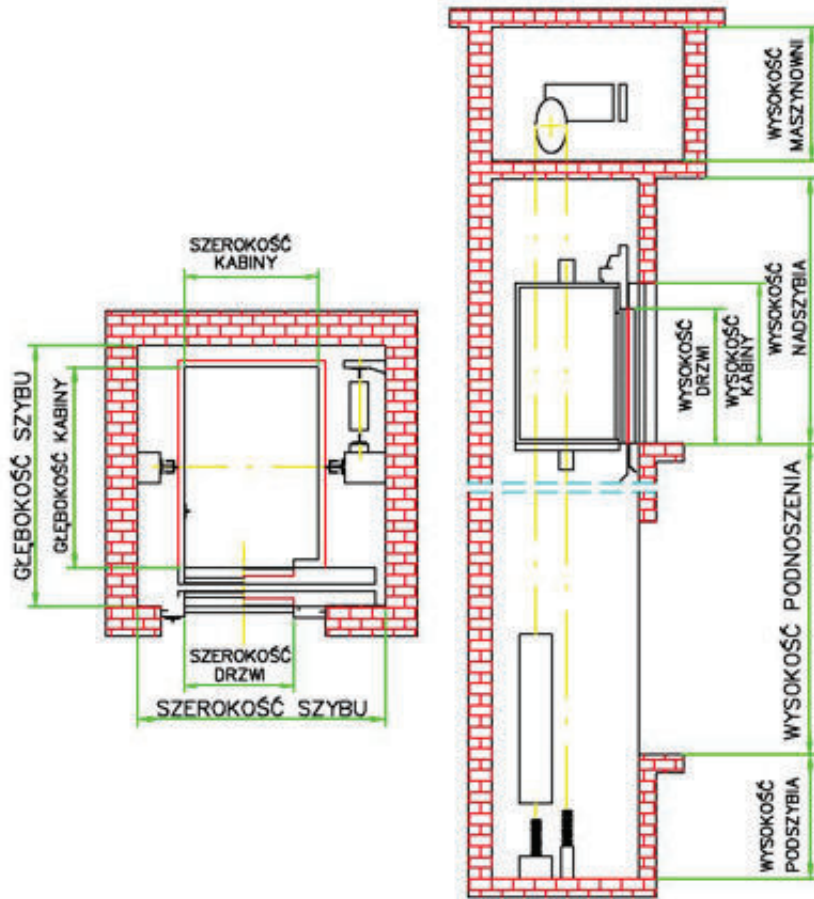 SZEROKOŚĆ
KABINY
GŁĘBOKOŚĆ SZYBU
GŁĘBOKOŚĆ KABINY
SZEROKOŚĆ
DRZWI
SZEROKOŚĆ SZYBU
WYSOKOŚĆ
MASZYNOWNI
WYSOKOŚĆ
NADSZYBIA
WYSOKOŚĆ
DRZWI
WYSOKOŚĆ
KABINY
WYSOKOŚĆ PODNOSZENIA
WYSOKOŚĆ
PODSZYBIA